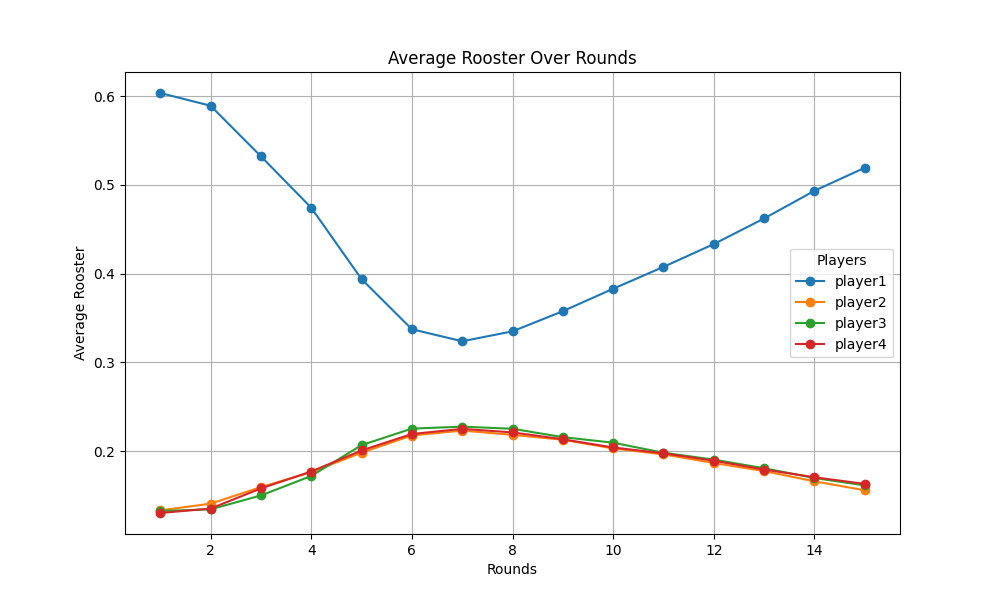 Average Rooster Over Rounds
Average Rooster
0.6
0.5
0.4
0.3
0.2
Players
player1
player2
player3
player4
2 4 6 8 10 12 14
Rounds